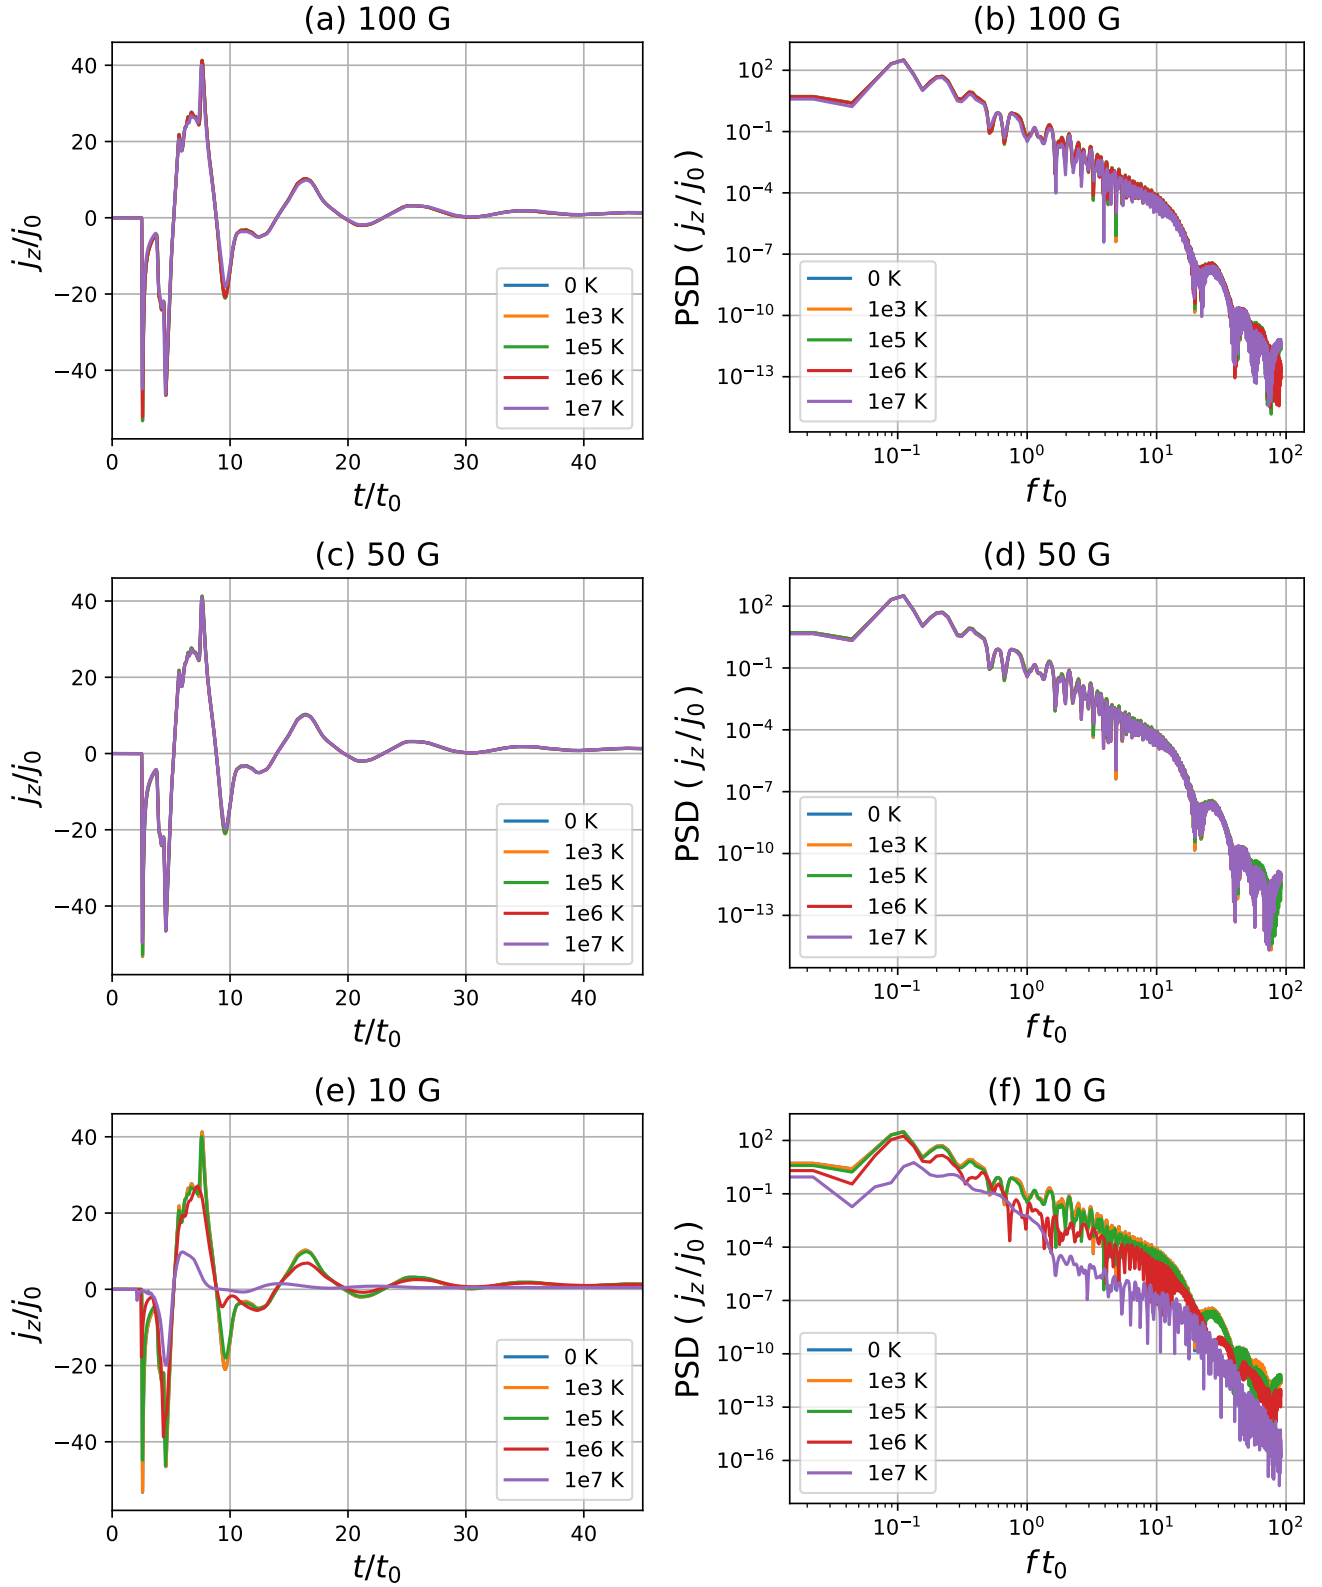 (a) 100 G
40
20
0
−20
−40
j_z/j_0
0 10 20 30 40
t/t_0
0 K
1e3 K
1e5 K
1e6 K
1e7 K
(b) 100 G
10^2
10^−1
10^−4
10^−7
10^−10
10^−13
PSD ( j_z/j_0 )
10^−1 10^0 10^1 10^2
f t_0
0 K
1e3 K
1e5 K
1e6 K
1e7 K
(c) 50 G
40
20
0
−20
−40
j_z/j_0
0 10 20 30 40
t/t_0
0 K
1e3 K
1e5 K
1e6 K
1e7 K
(d) 50 G
10^2
10^−1
10^−4
10^−7
10^−10
10^−13
PSD ( j_z/j_0 )
10^−1 10^0 10^1 10^2
f t_0
0 K
1e3 K
1e5 K
1e6 K
1e7 K
(e) 10 G
40
20
0
−20
−40
j_z/j_0
0 10 20 30 40
t/t_0
0 K
1e3 K
1e5 K
1e6 K
1e7 K
(f) 10 G
10^2
10^−1
10^−4
10^−7
10^−10
10^−13
10^−16
PSD ( j_z/j_0 )
10^−1 10^0 10^1 10^2
f t_0
0 K
1e3 K
1e5 K
1e6 K
1e7 K